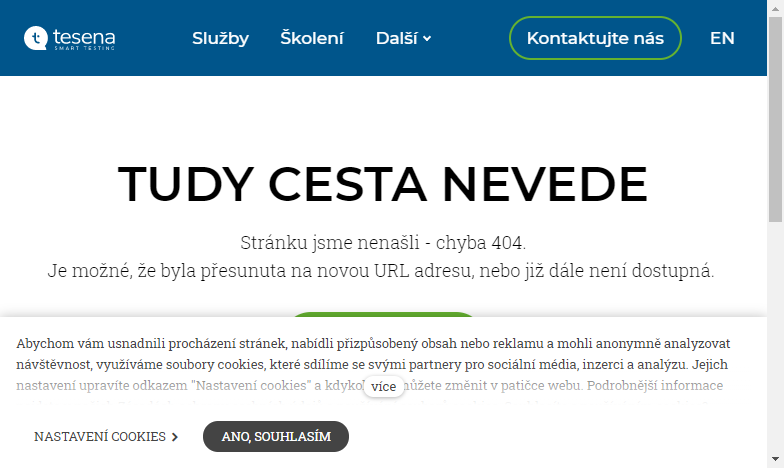 tesena
SMART TESTING
Služby
Školení
Další
Kontaktujte nás
EN
TUDY CESTA NEVEDE
Stránku jsme nenašli - chyba 404.
Je možné, že byla přesunuta na novou URL adresu, nebo již dále není dostupná.
Abychom vám usnadnili procházení stránek, nabídli přizpůsobený obsah nebo reklamu a mohli anonymně analyzovat
návštěvnost, využíváme soubory cookies, které sdílíme se svými partnery pro sociální média, inzerci a analýzu. Jejich
nastavení upravíte odkazem "Nastavení cookies" a kdykoliv můžete změnit v patičce webu. Podrobnější informace
více
NASTAVENÍ COOKIES
ANO, SOUHLASÍM